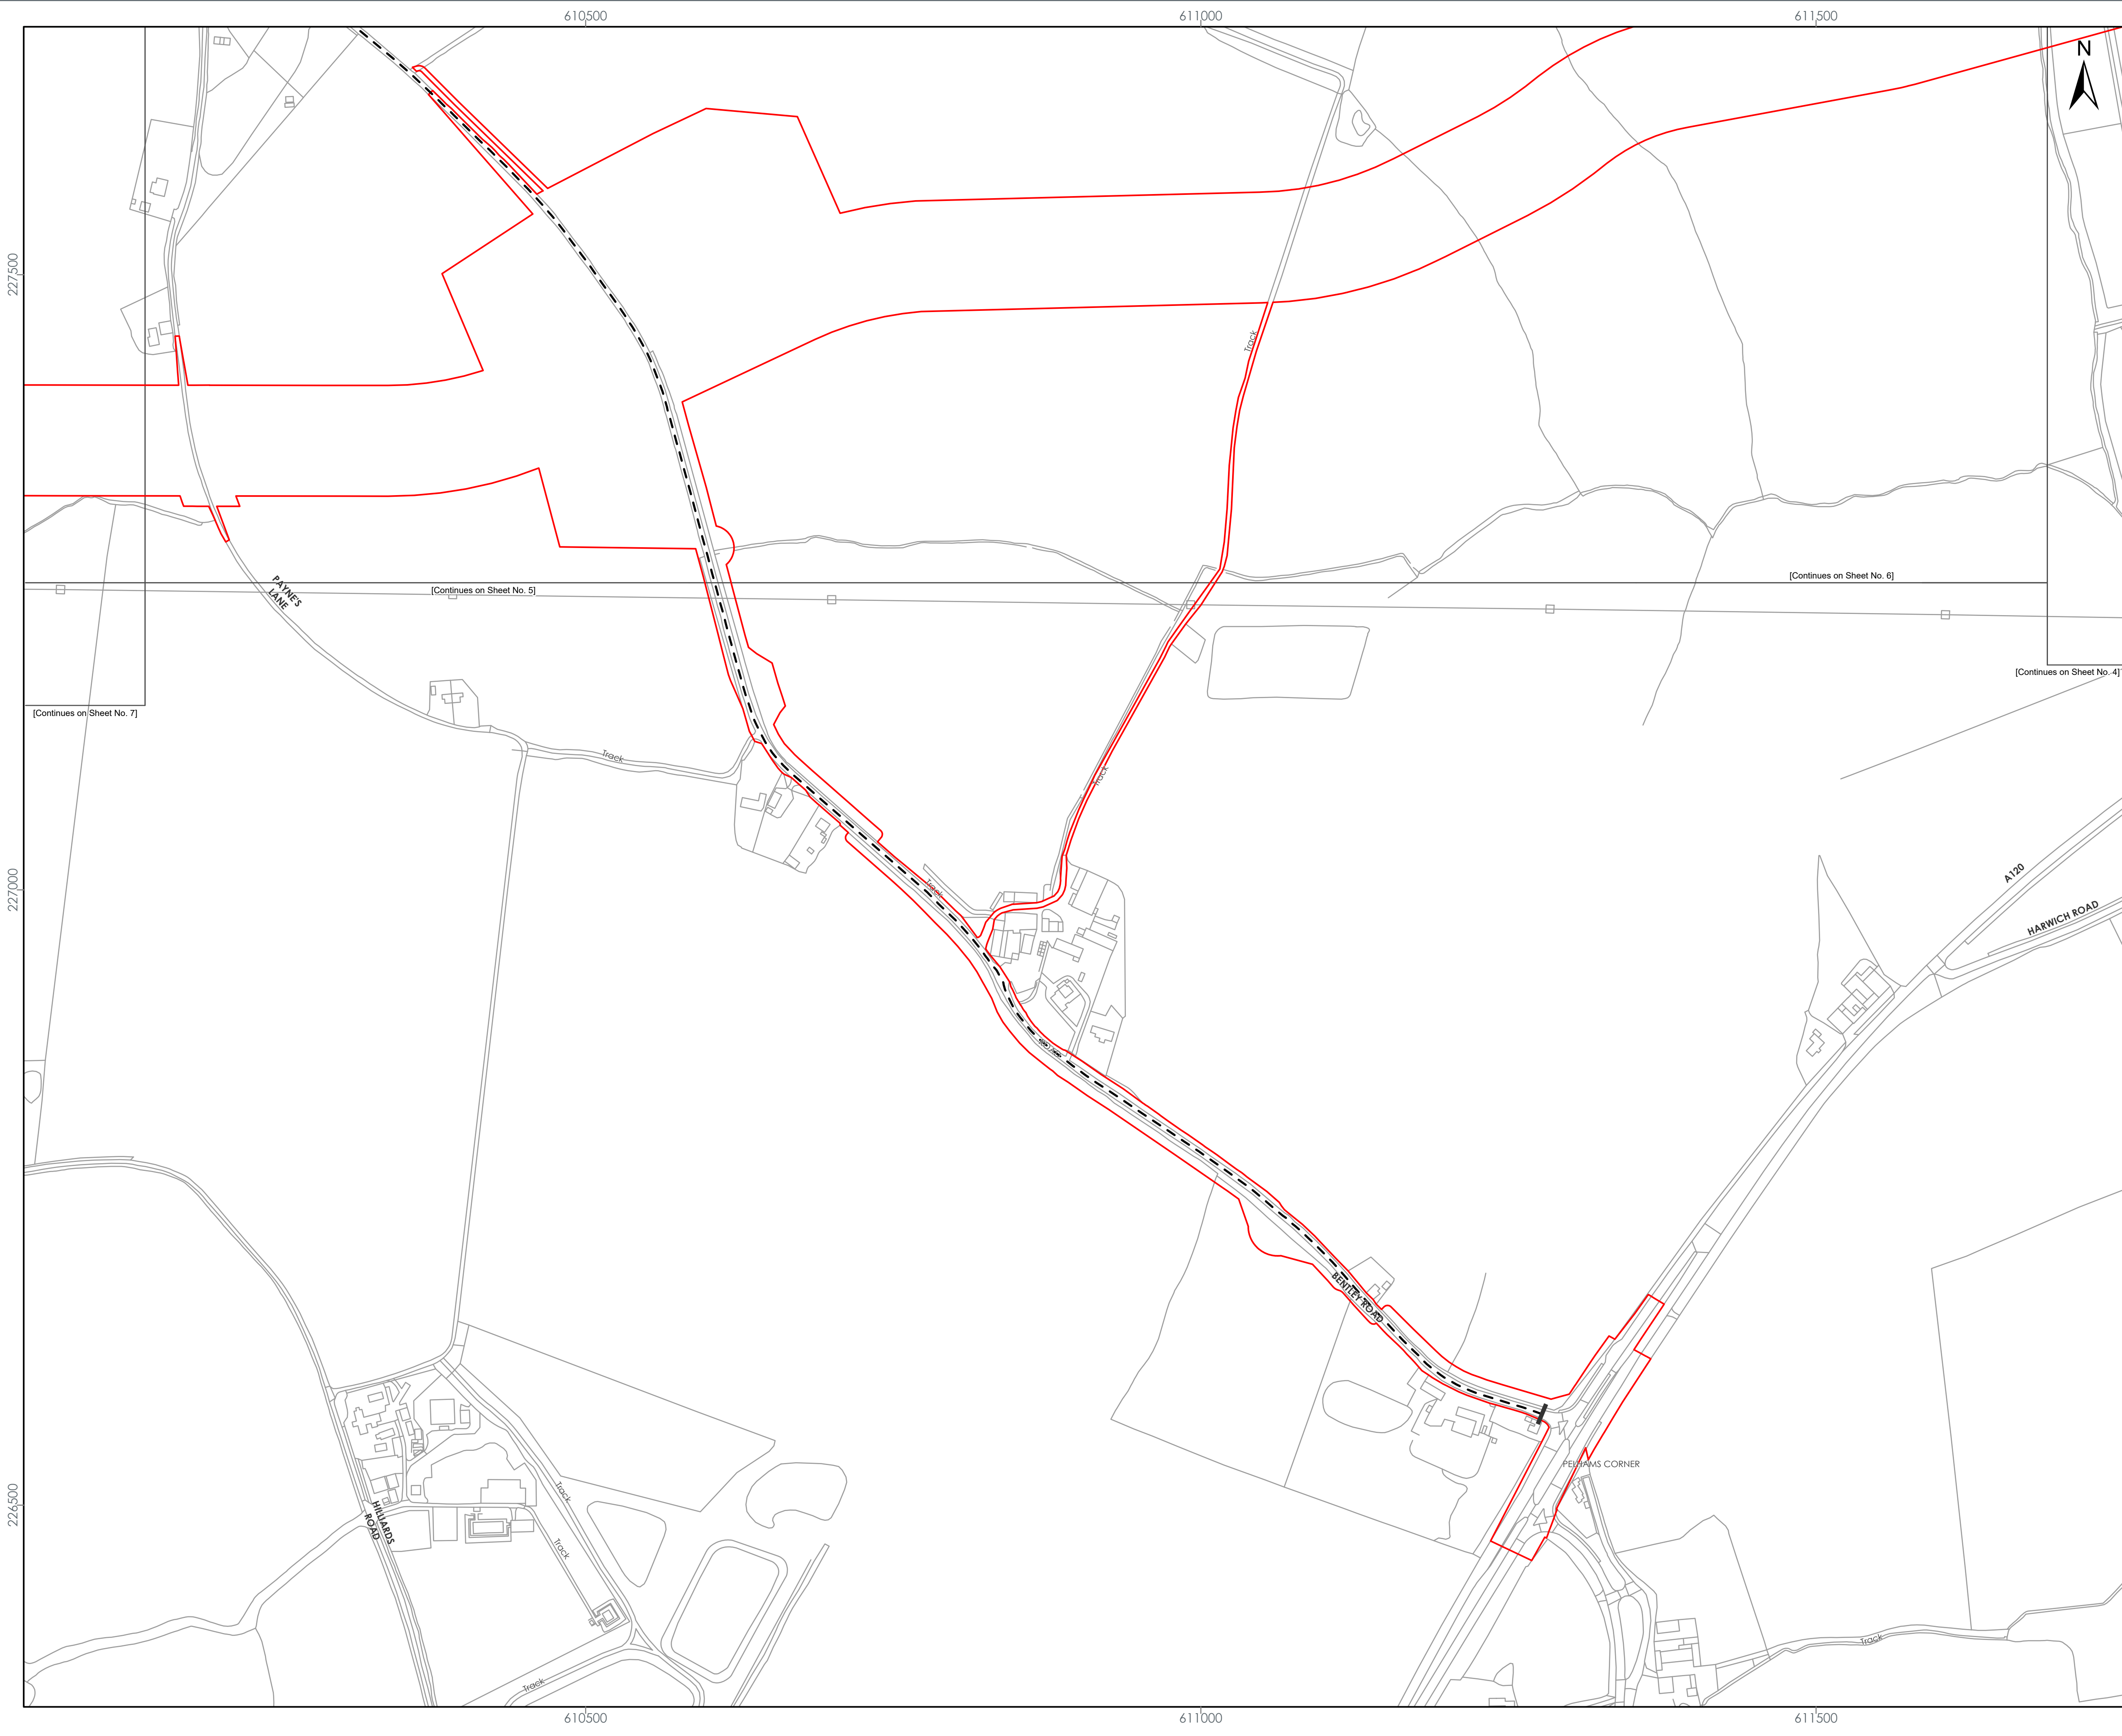 610500
611000
611500
N
227500
Track
PAYNE'S
LANE
[Continues on Sheet No. 5]
[Continues on Sheet No. 6]
[Continues on Sheet No. 4]
[Continues on Sheet No. 7]
Track
Track
227000
Track
A120
HARWICH ROAD
BENTLEY ROAD
PELHAMS CORNER
226500
HILLIARDS
ROAD
Track
Track
Track
Track
610500
611000
611500